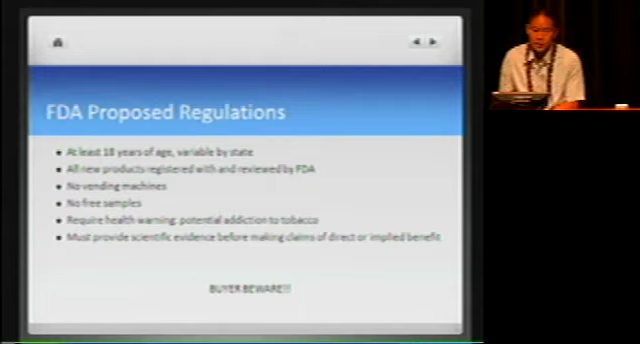 FDA Proposed Regulations
At least 18 years of age, variable by state
All new products registered with and reviewed by FDA
No vending machines
No free samples
Require health warning: potential addiction to tobacco
Must provide scientific evidence before making claims of direct or implied benefit
BUYER BEWARE!!!